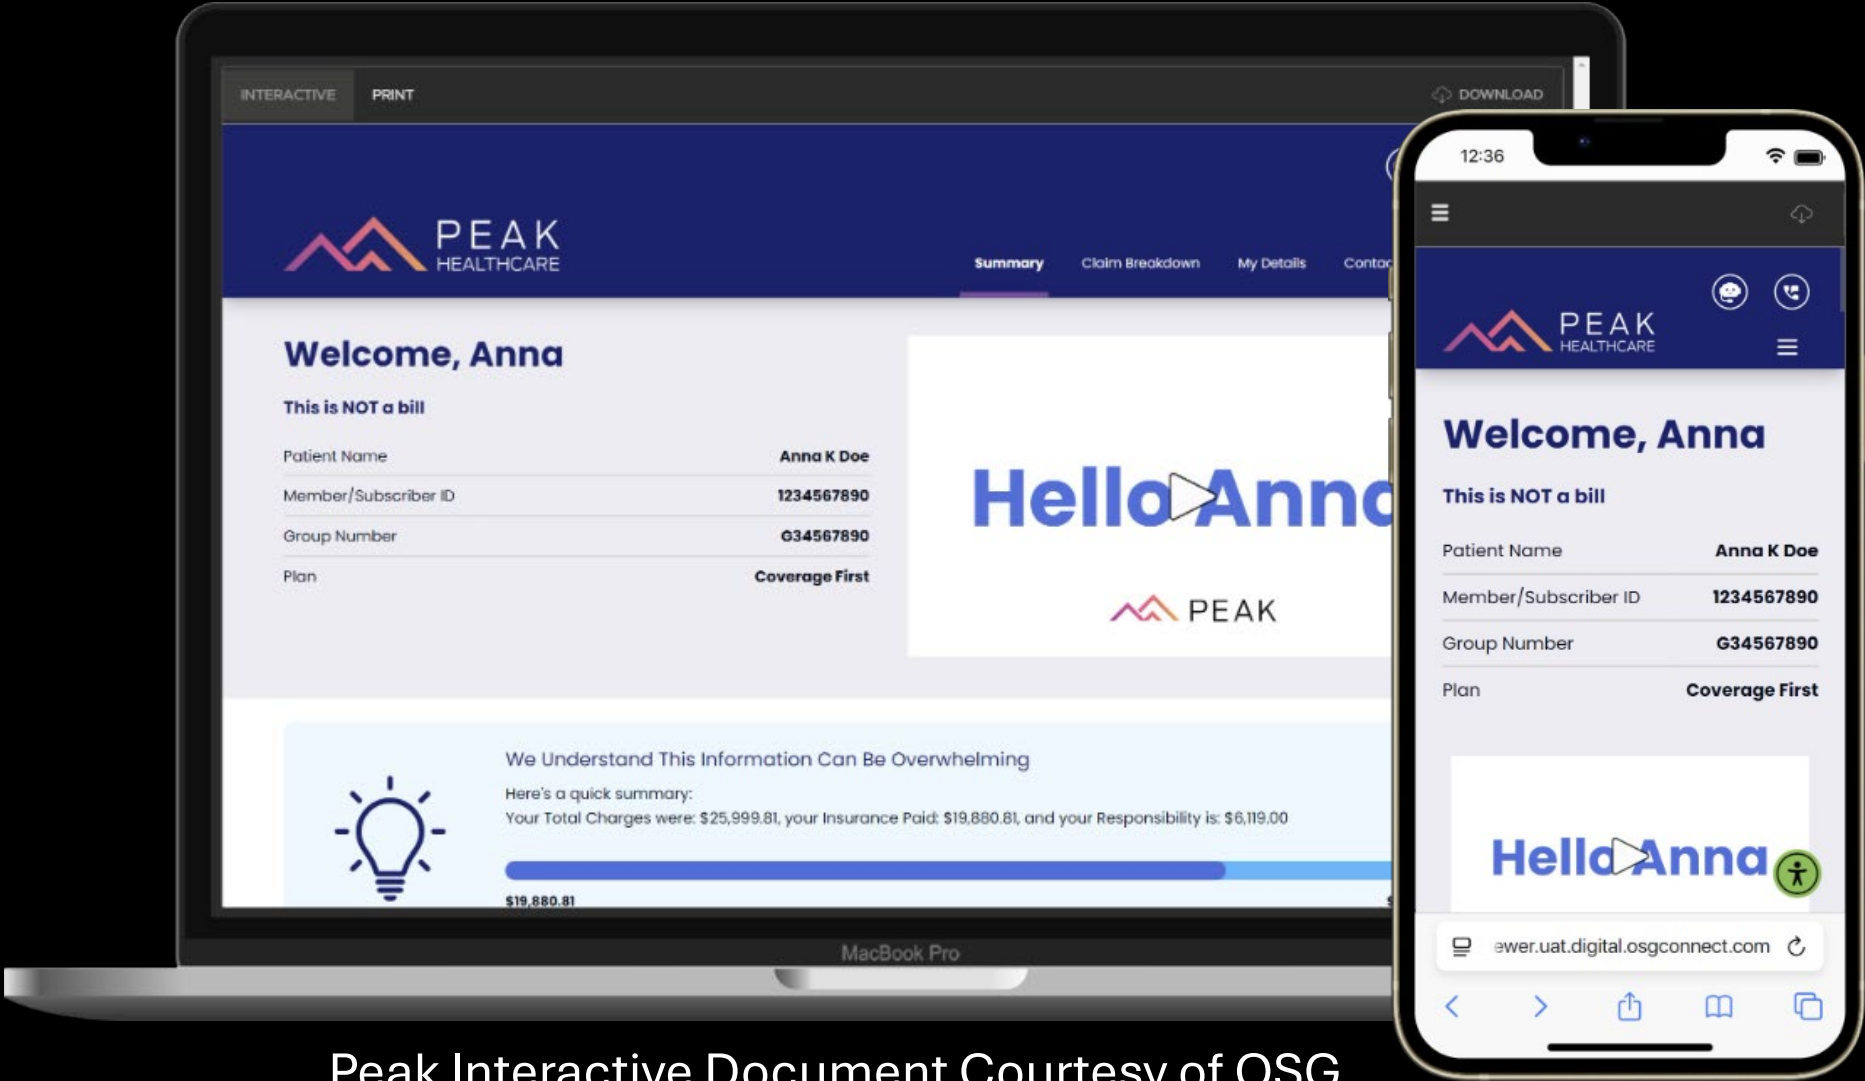 INTERACTIVE PRINT DOWNLOAD
PEAK
HEALTHCARE
Summary Claim Breakdown My Details
Welcome, Anna
This is NOT a bill
Patient Name Anna K Doe
Member/Subscriber ID 1234567890
Group Number G34567890
Plan Coverage First
Hello Anna
PEAK
We Understand This Information Can Be Overwhelming
Here's a quick summary:
Your Total Charges were: $25,999.81, your Insurance Paid: $19,880.81, and your Responsibility is: $6,119.00
$19,880.81
MacBook Pro
12:36
PEAK
HEALTHCARE
Welcome, Anna
This is NOT a bill
Patient Name Anna K Doe
Member/Subscriber ID 1234567890
Group Number G34567890
Plan Coverage First
Hello Anna
ewer.uat.digital.osgconnect.com
Peak Interactive Document Courtesy of OSG